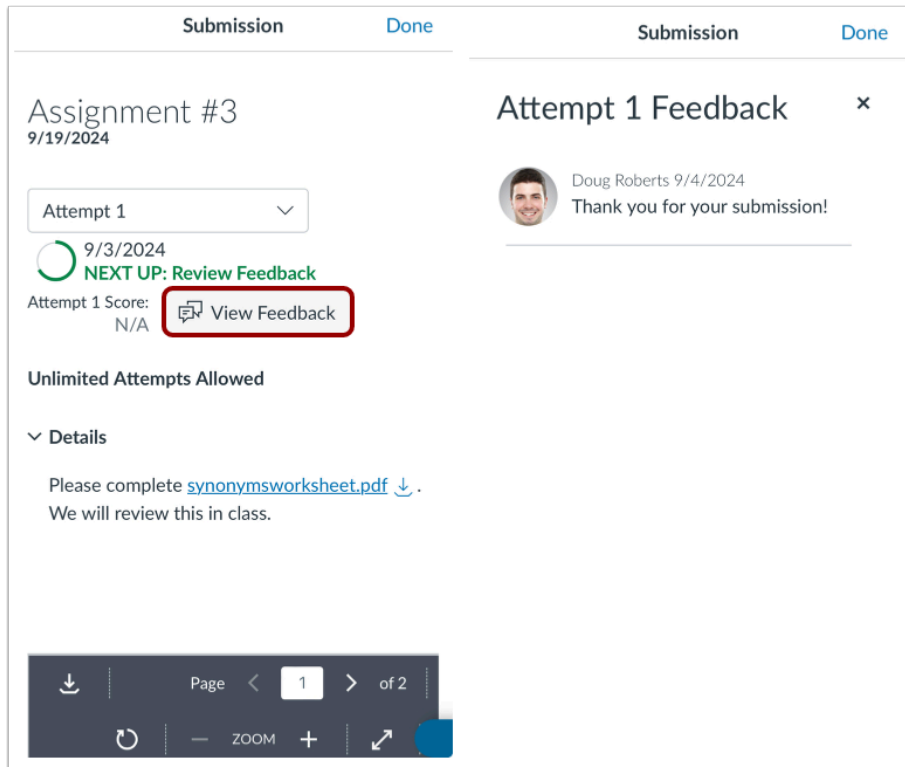 Submission Done
Assignment #3
9/19/2024
Attempt 1
9/3/2024
NEXT UP: Review Feedback
Attempt 1 Score:
N/A
View Feedback
Unlimited Attempts Allowed
Details
Please complete synonymsworksheet.pdf .
We will review this in class.
Page 1 of 2
ZOOM
Submission Done
Attempt 1 Feedback
Doug Roberts 9/4/2024
Thank you for your submission!